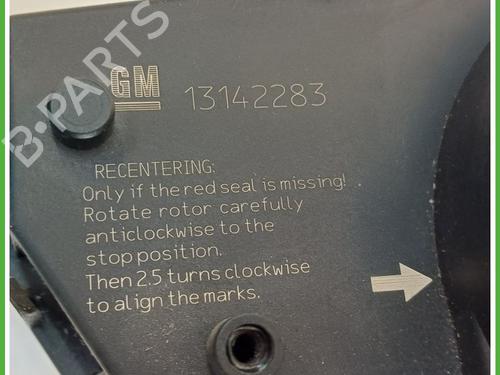 B-PARTS
GM 13142283
RECENTERING:
Only if the red seal is missing!
Rotate rotor carefully
anticlockwise to the
stop position.
Then 2.5 turns clockwise
to align the marks.